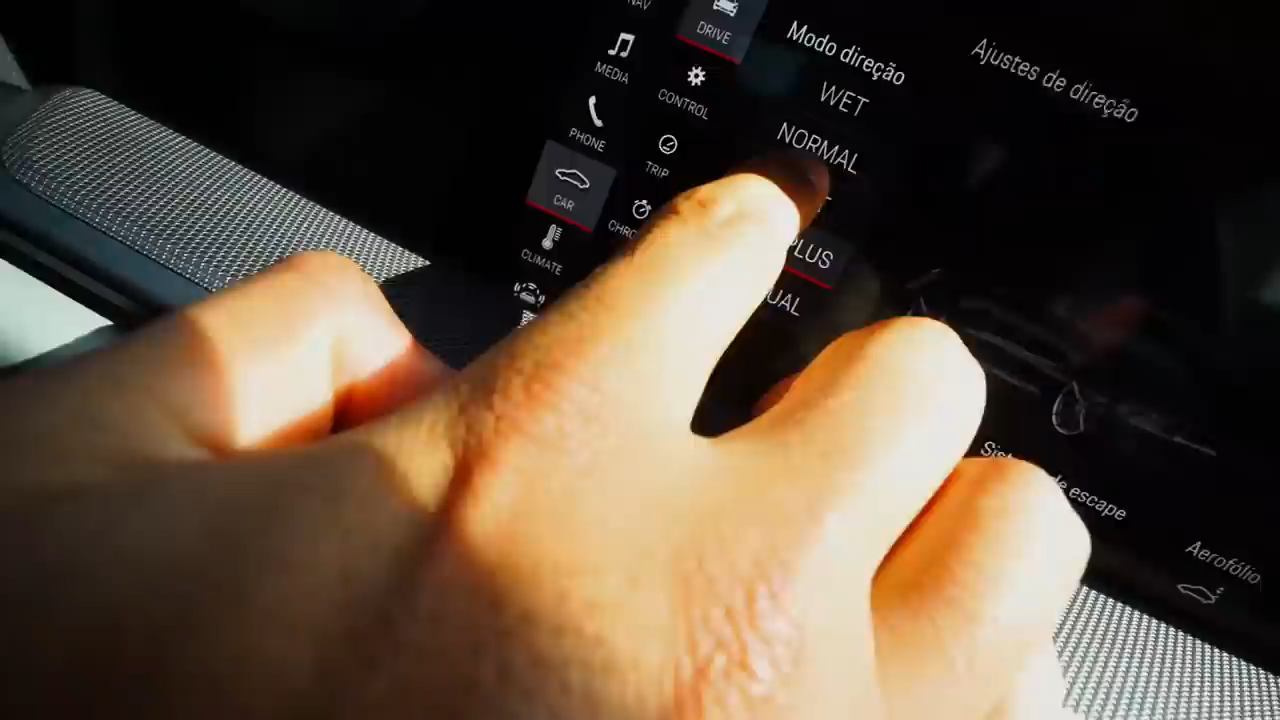 NAV
MEDIA
PHONE
CAR
CLIMATE
DRIVE
CONTROL
TRIP
Modo direção
WET
NORMAL
PLUS
Ajustes de direção
de escape
Aerofólio